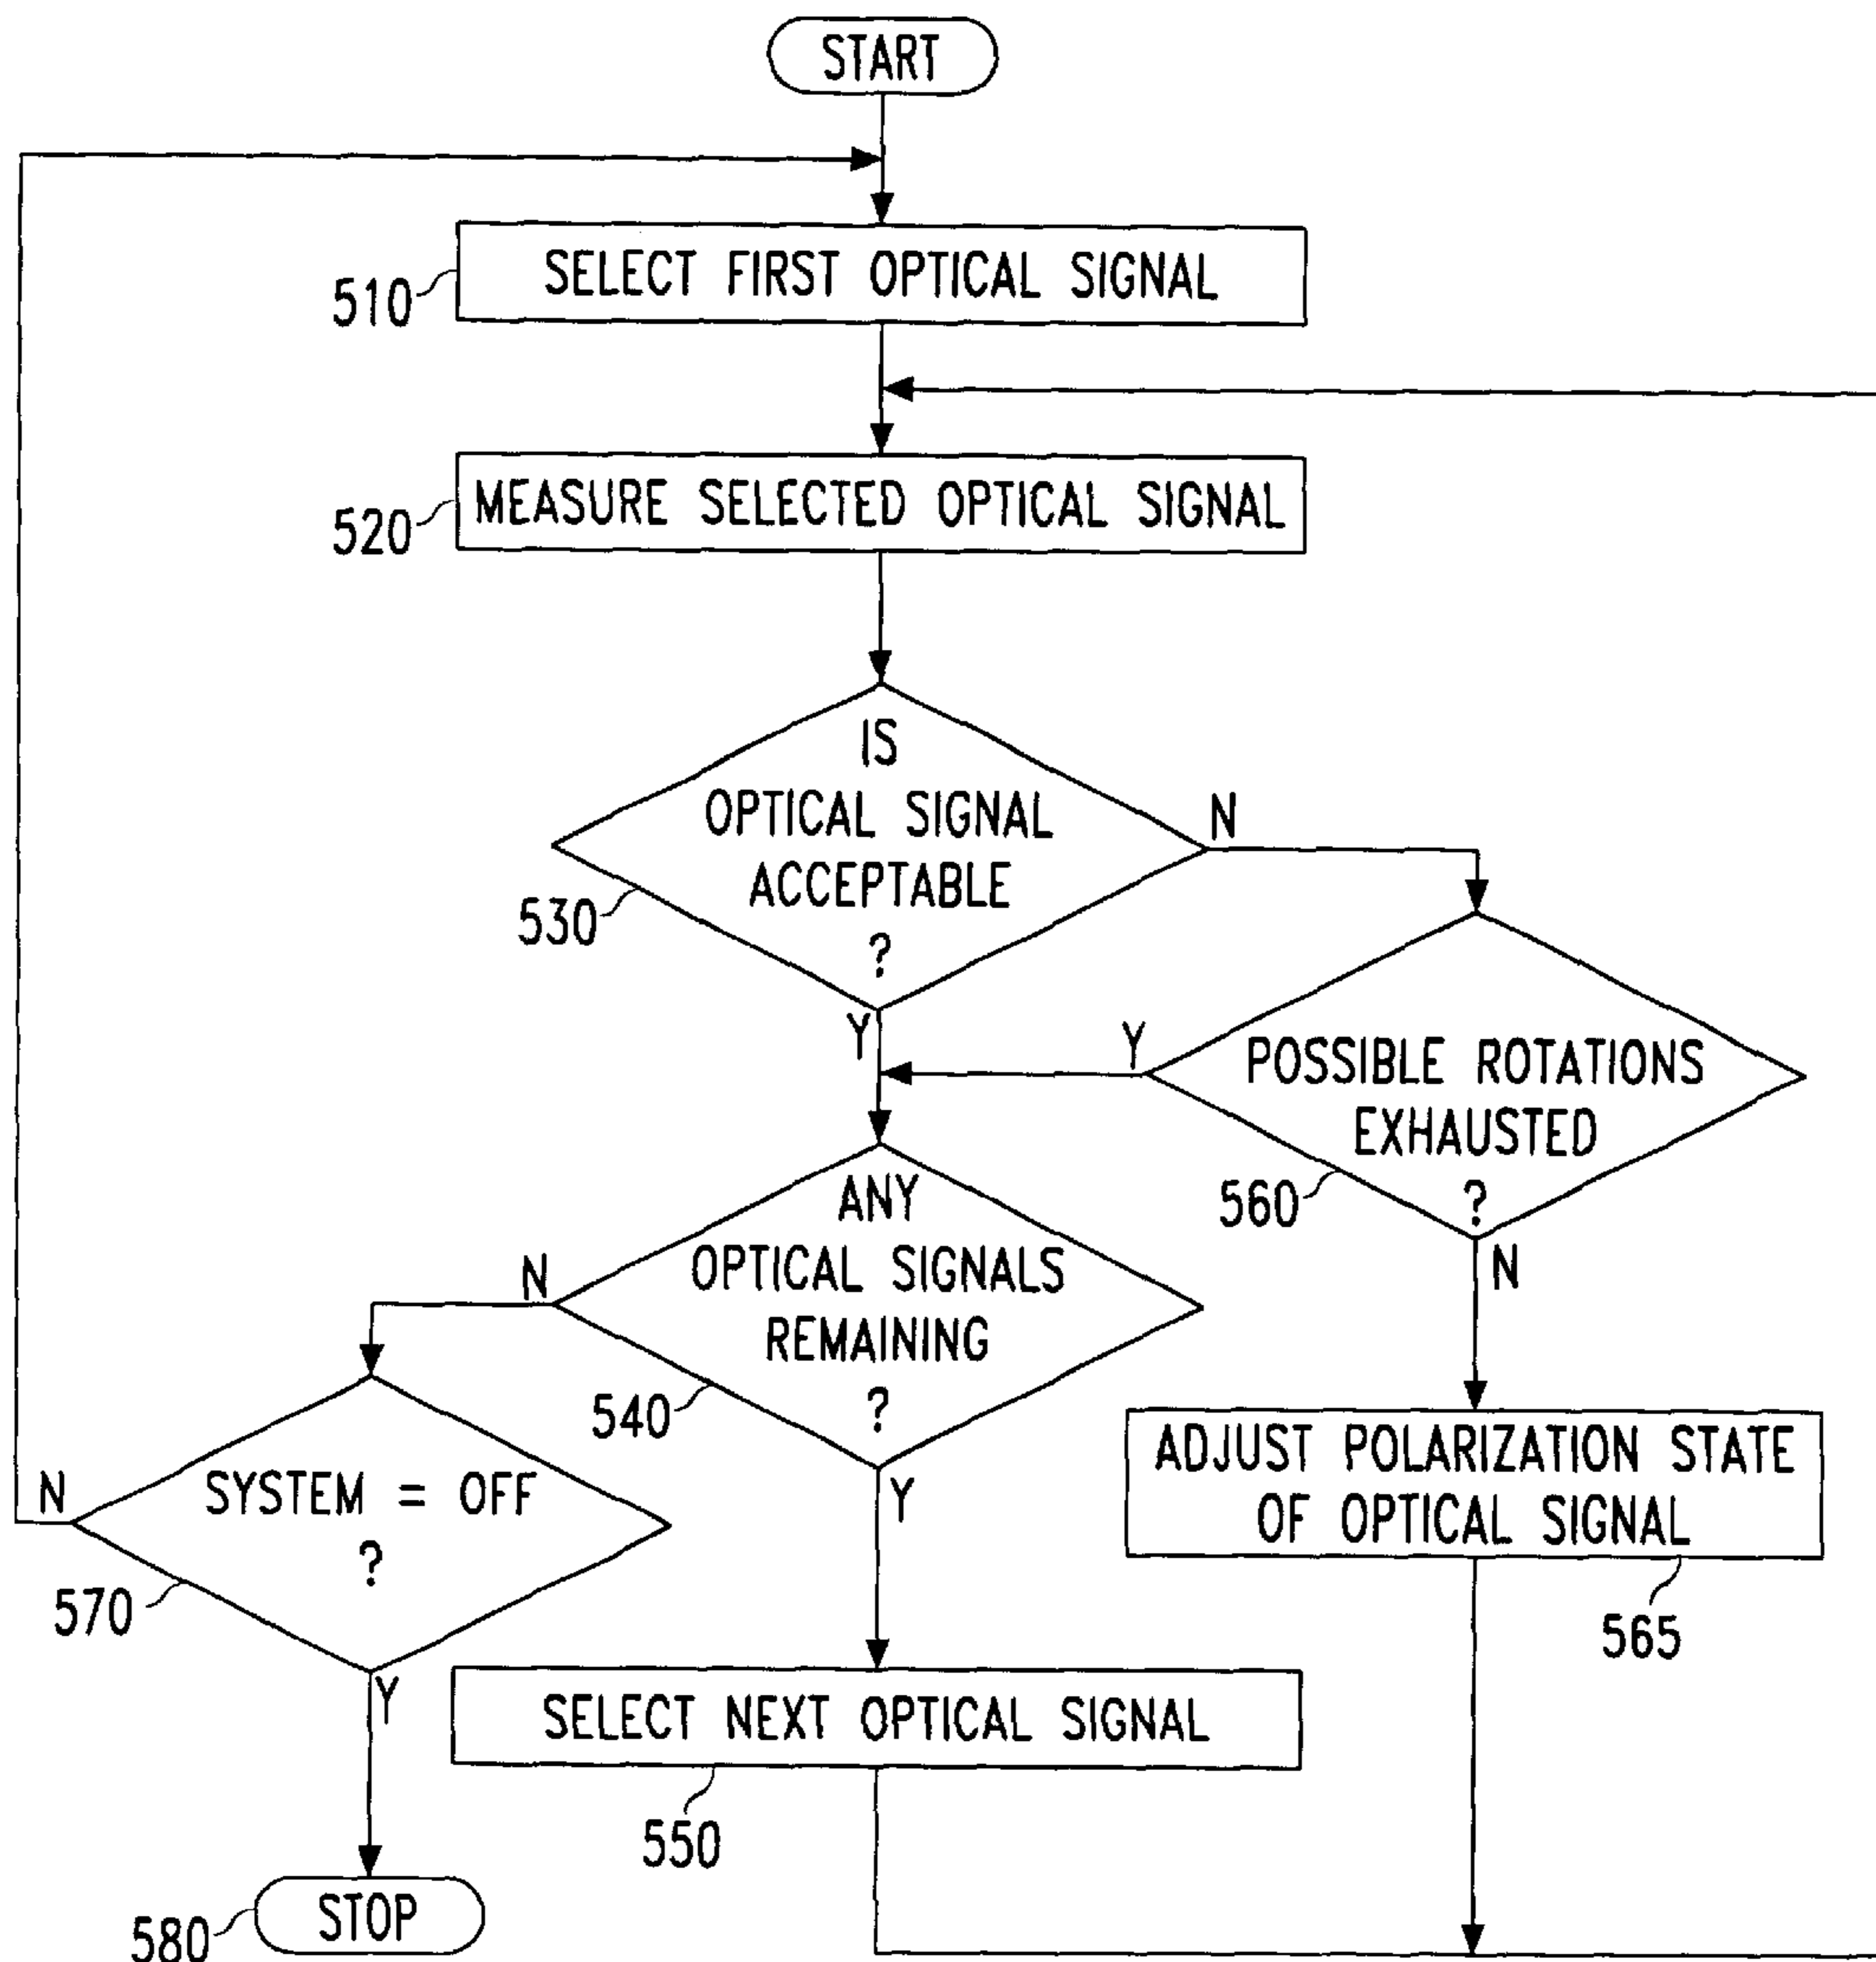 START
SELECT FIRST OPTICAL SIGNAL
510
MEASURE SELECTED OPTICAL SIGNAL
520
IS
OPTICAL SIGNAL
ACCEPTABLE
?
530
N
Y
POSSIBLE ROTATIONS
EXHAUSTED
?
560
Y
N
ANY
OPTICAL SIGNALS
REMAINING
?
540
N
Y
ADJUST POLARIZATION STATE
OF OPTICAL SIGNAL
565
SYSTEM = OFF
?
570
N
Y
SELECT NEXT OPTICAL SIGNAL
550
STOP
580